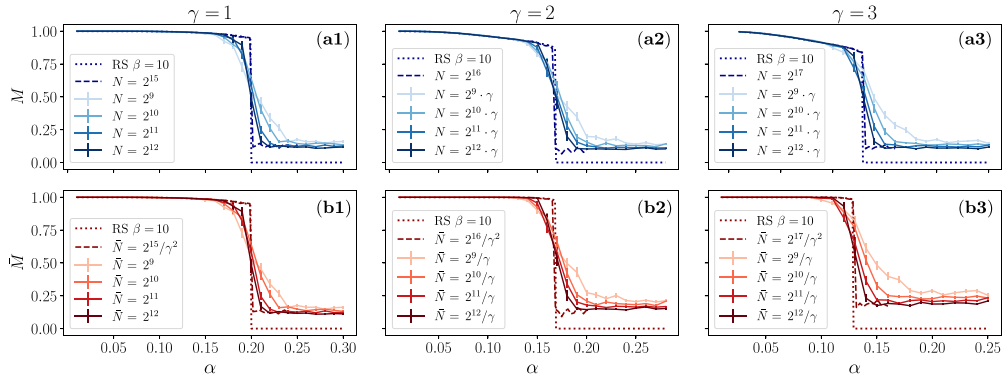 γ = 1
γ = 2
γ = 3
(a1)
(a2)
(a3)
M
1.00
0.75
0.50
0.25
0.00
RS β = 10
N = 2^15
N = 2^9
N = 2^10
N = 2^11
N = 2^12
RS β = 10
N = 2^16
N = 2^9 · γ
N = 2^10 · γ
N = 2^11 · γ
N = 2^12 · γ
RS β = 10
N = 2^17
N = 2^9 · γ
N = 2^10 · γ
N = 2^11 · γ
N = 2^12 · γ
(b1)
(b2)
(b3)
M̄
1.00
0.75
0.50
0.25
0.00
RS β = 10
N̄ = 2^15/γ^2
N̄ = 2^9
N̄ = 2^10
N̄ = 2^11
N̄ = 2^12
RS β = 10
N̄ = 2^16/γ^2
N̄ = 2^9/γ
N̄ = 2^10/γ
N̄ = 2^11/γ
N̄ = 2^12/γ
RS β = 10
N̄ = 2^17/γ^2
N̄ = 2^9/γ
N̄ = 2^10/γ
N̄ = 2^11/γ
N̄ = 2^12/γ
0.05 0.10 0.15 0.20 0.25 0.30
0.05 0.10 0.15 0.20 0.25
0.05 0.10 0.15 0.20 0.25
α
α
α